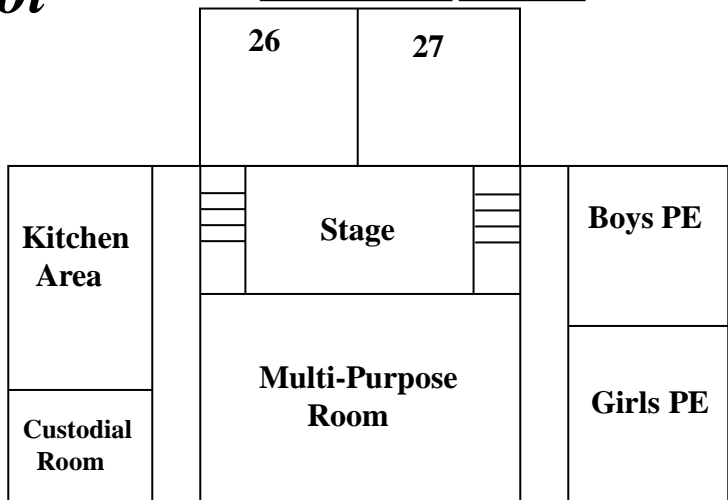 26
27
Stage
Boys PE
Kitchen
Area
Multi-Purpose
Room
Girls PE
Custodial
Room